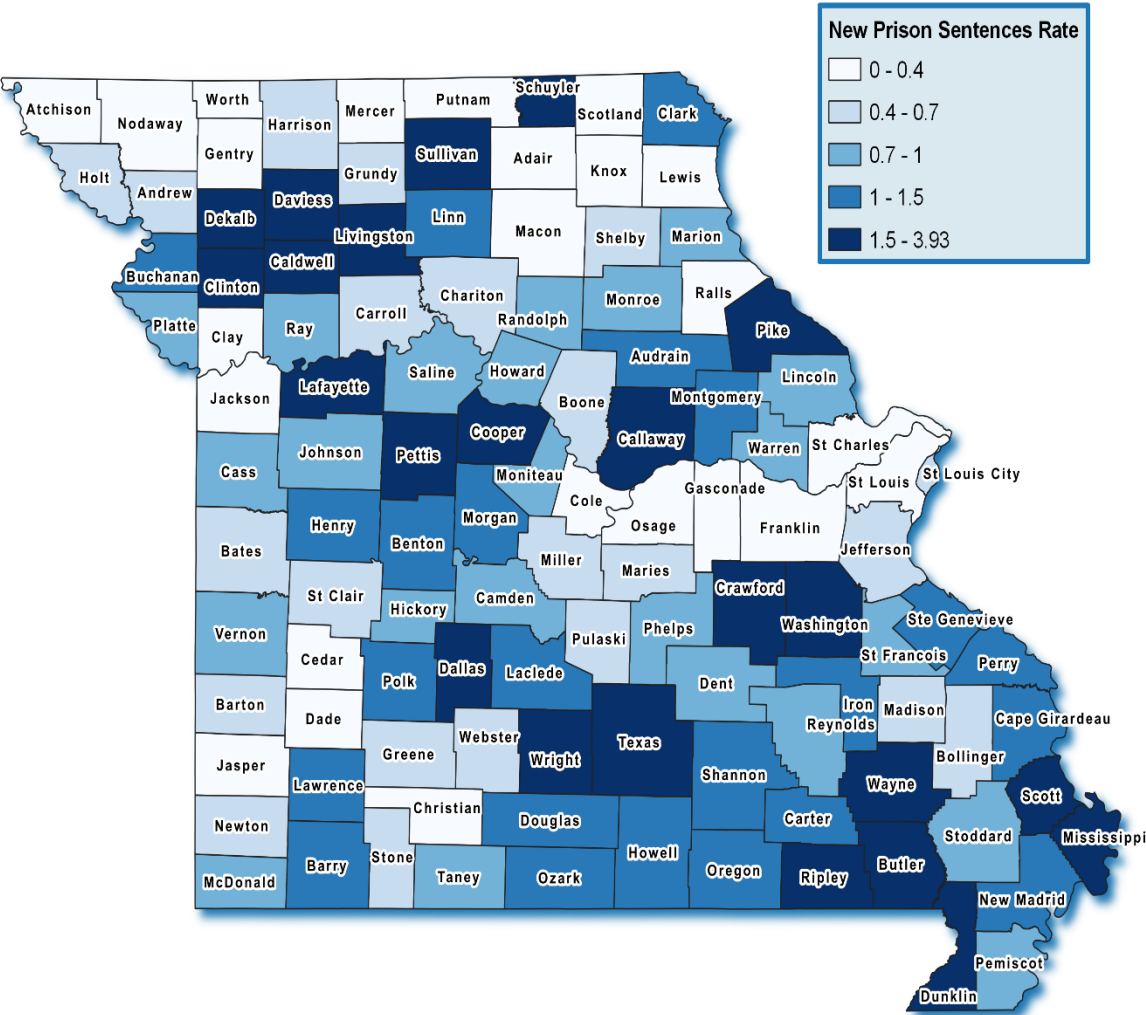 New Prison Sentences Rate
0 - 0.4
0.4 - 0.7
0.7 - 1
1 - 1.5
1.5 - 3.93
Atchison
Nodaway
Worth
Harrison
Mercer
Putnam
Schuyler
Scotland
Clark
Gentry
Sullivan
Adair
Knox
Lewis
Holt
Andrew
Grundy
Dekalb
Daviess
Livingston
Linn
Macon
Shelby
Marion
Buchanan
Clinton
Caldwell
Carroll
Chariton
Randolph
Monroe
Ralls
Pike
Platte
Clay
Ray
Saline
Howard
Audrain
Lincoln
Jackson
Lafayette
Boone
Montgomery
Callaway
Cooper
Warren
St Charles
Cass
Johnson
Pettis
Moniteau
Cole
Osage
Gasconade
Franklin
St Louis
St Louis City
Henry
Benton
Morgan
Miller
Maries
Jefferson
Bates
St Clair
Hickory
Camden
Pulaski
Phelps
Crawford
Washington
Ste Genevieve
St Francois
Perry
Vernon
Cedar
Polk
Dallas
Laclede
Dent
Iron
Reynolds
Madison
Cape Girardeau
Bollinger
Barton
Dade
Greene
Webster
Wright
Texas
Shannon
Wayne
Scott
Mississippi
Jasper
Lawrence
Christian
Douglas
Howell
Carter
Stoddard
Newton
Barry
Stone
Taney
Ozark
Oregon
Ripley
Butler
New Madrid
McDonald
Pemiscot
Dunklin